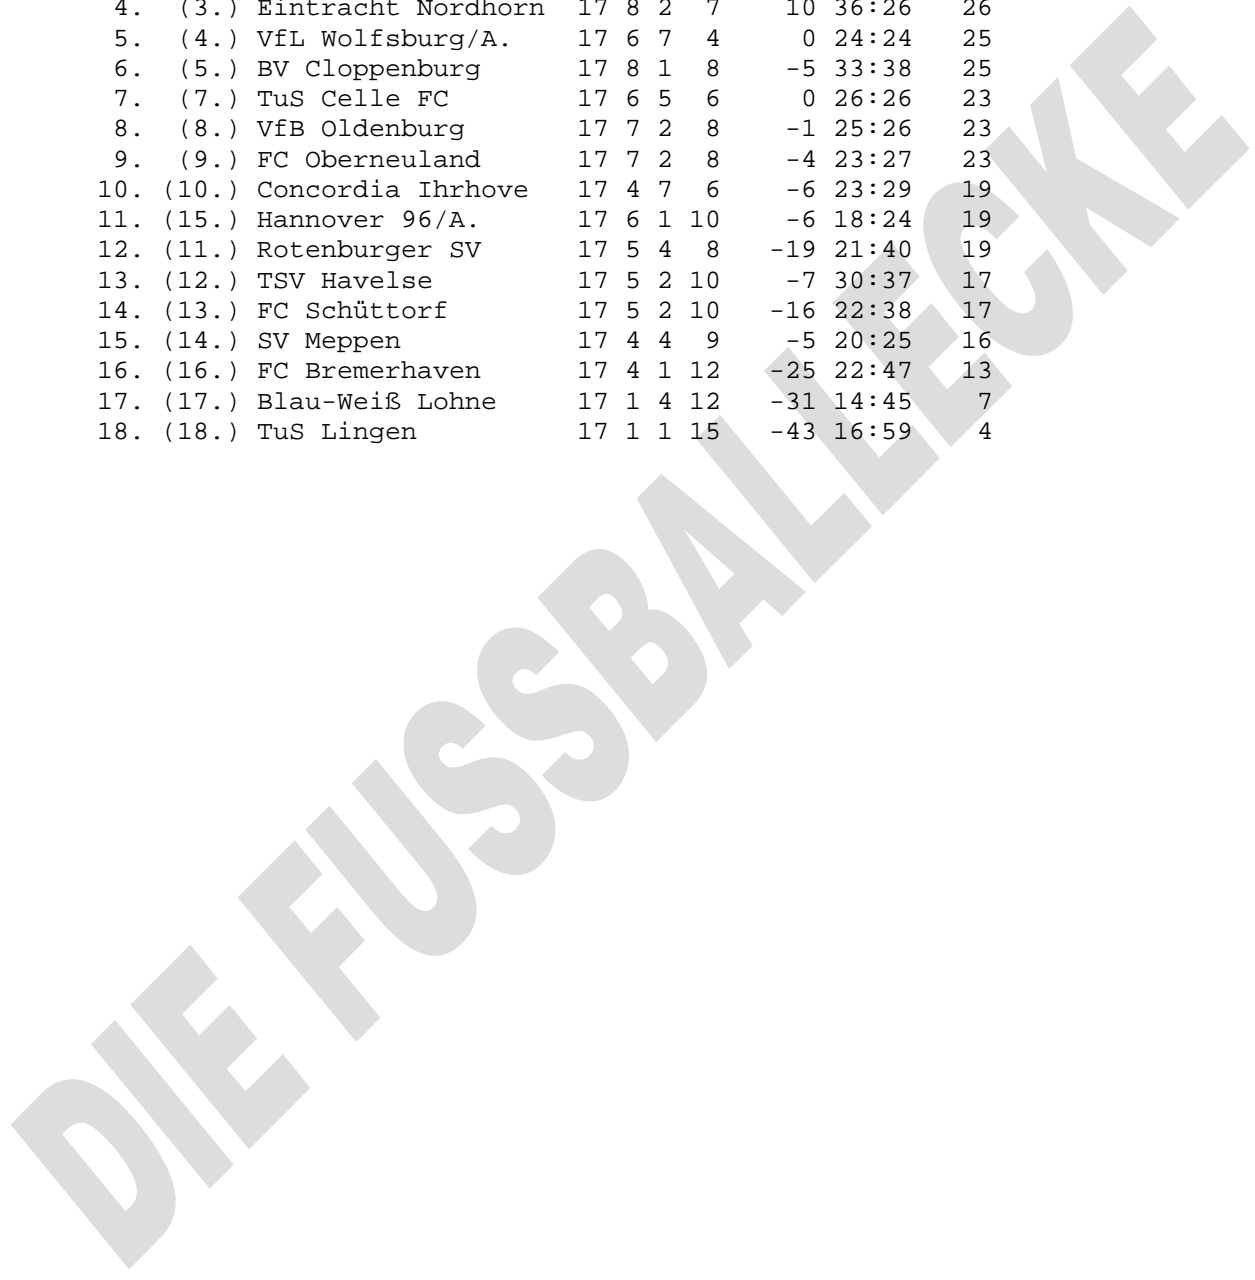 4. (3.) Eintracht Nordhorn 17 8 2 7 10 36:26 26
5. (4.) VfL Wolfsburg/A. 17 6 7 4 0 24:24 25
6. (5.) BV Cloppenburg 17 8 1 8 -5 33:38 25
7. (7.) TuS Celle FC 17 6 5 6 0 26:26 23
8. (8.) VfB Oldenburg 17 7 2 8 -1 25:26 23
9. (9.) FC Oberneuland 17 7 2 8 -4 23:27 23
10. (10.) Concordia Ihrhove 17 4 7 6 -6 23:29 19
11. (15.) Hannover 96/A. 17 6 1 10 -6 18:24 19
12. (11.) Rotenburger SV 17 5 4 8 -19 21:40 19
13. (12.) TSV Havelse 17 5 2 10 -7 30:37 17
14. (13.) FC Schüttorf 17 5 2 10 -16 22:38 17
15. (14.) SV Meppen 17 4 4 9 -5 20:25 16
16. (16.) FC Bremerhaven 17 4 1 12 -25 22:47 13
17. (17.) Blau-Weiß Lohne 17 1 4 12 -31 14:45 7
18. (18.) TuS Lingen 17 1 1 15 -43 16:59 4
DIE FUSSBALLECKE